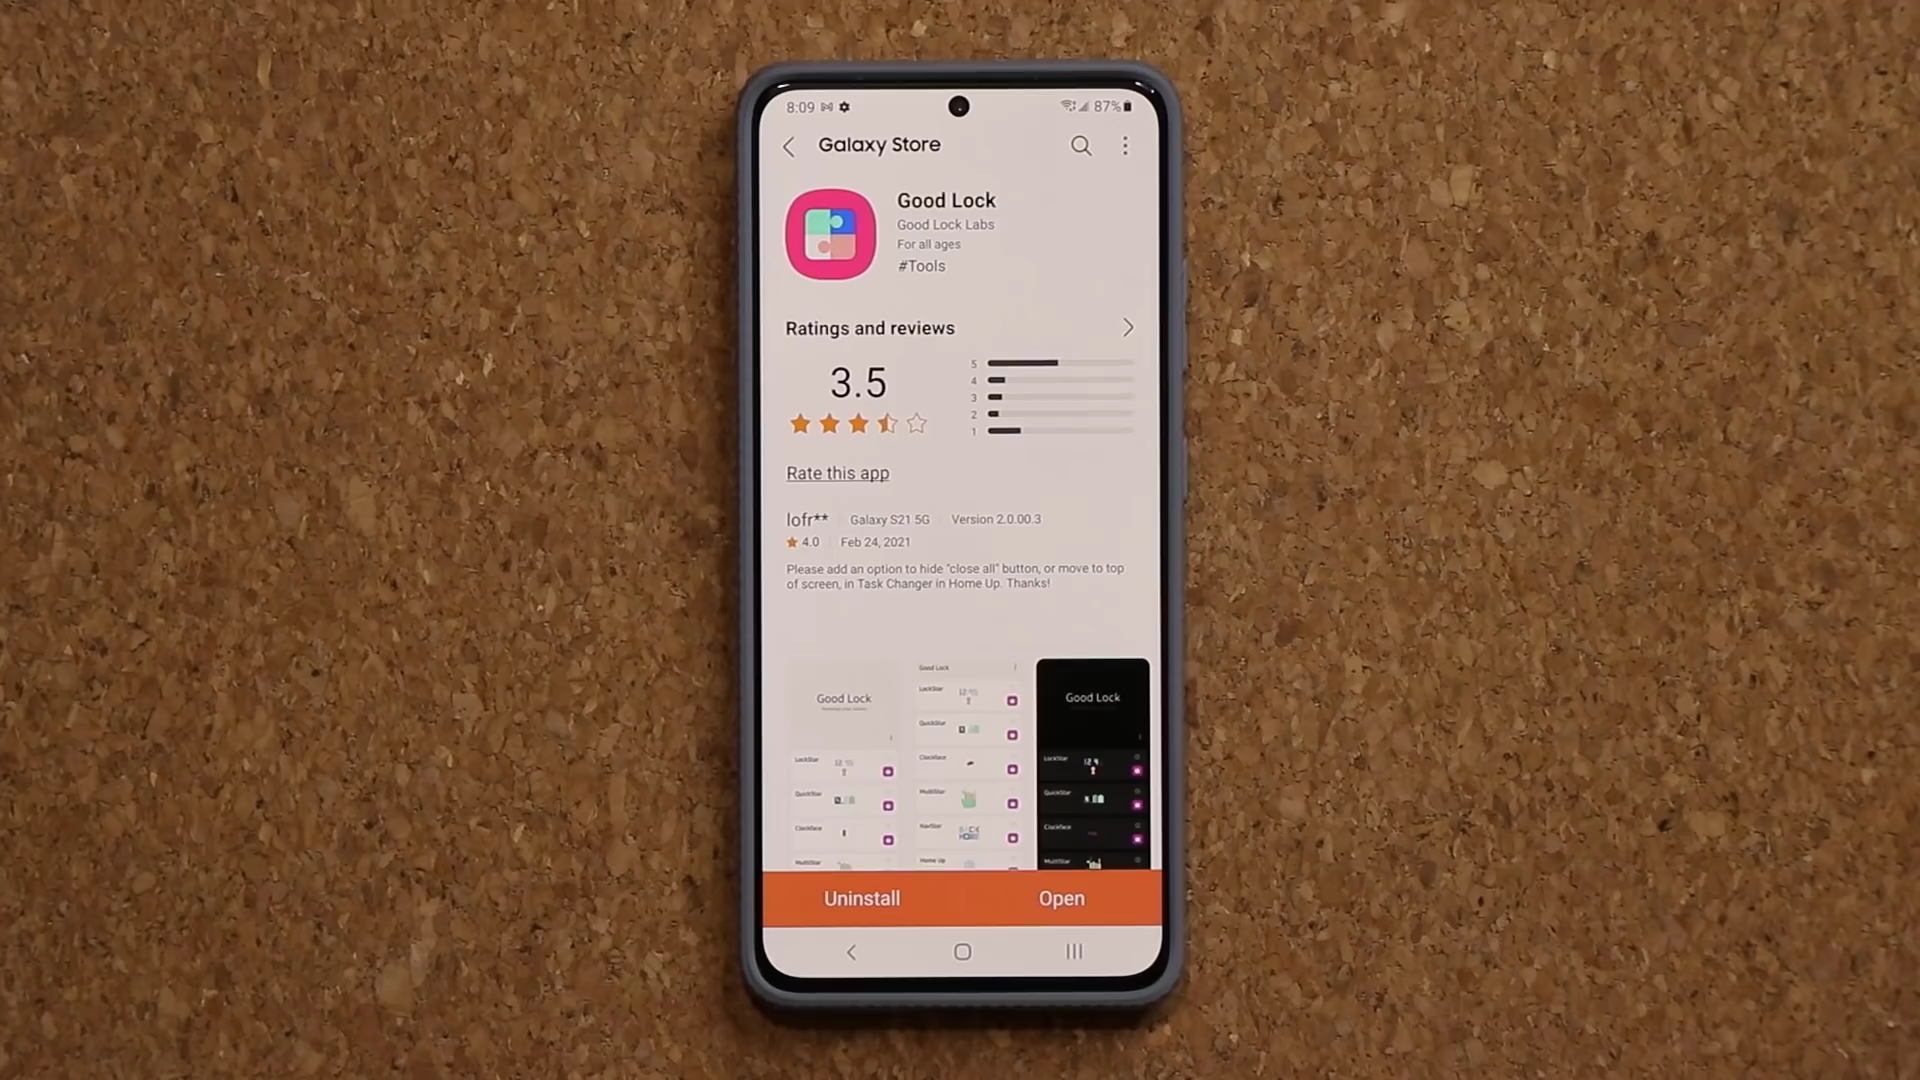 8:09 87%
Galaxy Store
Good Lock
Good Lock Labs
For all ages
#Tools
Ratings and reviews
3.5
5
4
3
2
1
Rate this app
lofr** Galaxy S21 5G Version 2.0.00.3
4.0 Feb 24, 2021
Please add an option to hide "close all" button, or move to top
of screen, in Task Changer in Home Up. Thanks!
Good Lock
LockStar
QuickStar
Clockface
MultiStar
Good Lock
LockStar
QuickStar
Clockface
MultiStar
NavStar
BACK
HOME
Home Up
Good Lock
LockStar
QuickStar
Clockface
MultiStar
Uninstall Open